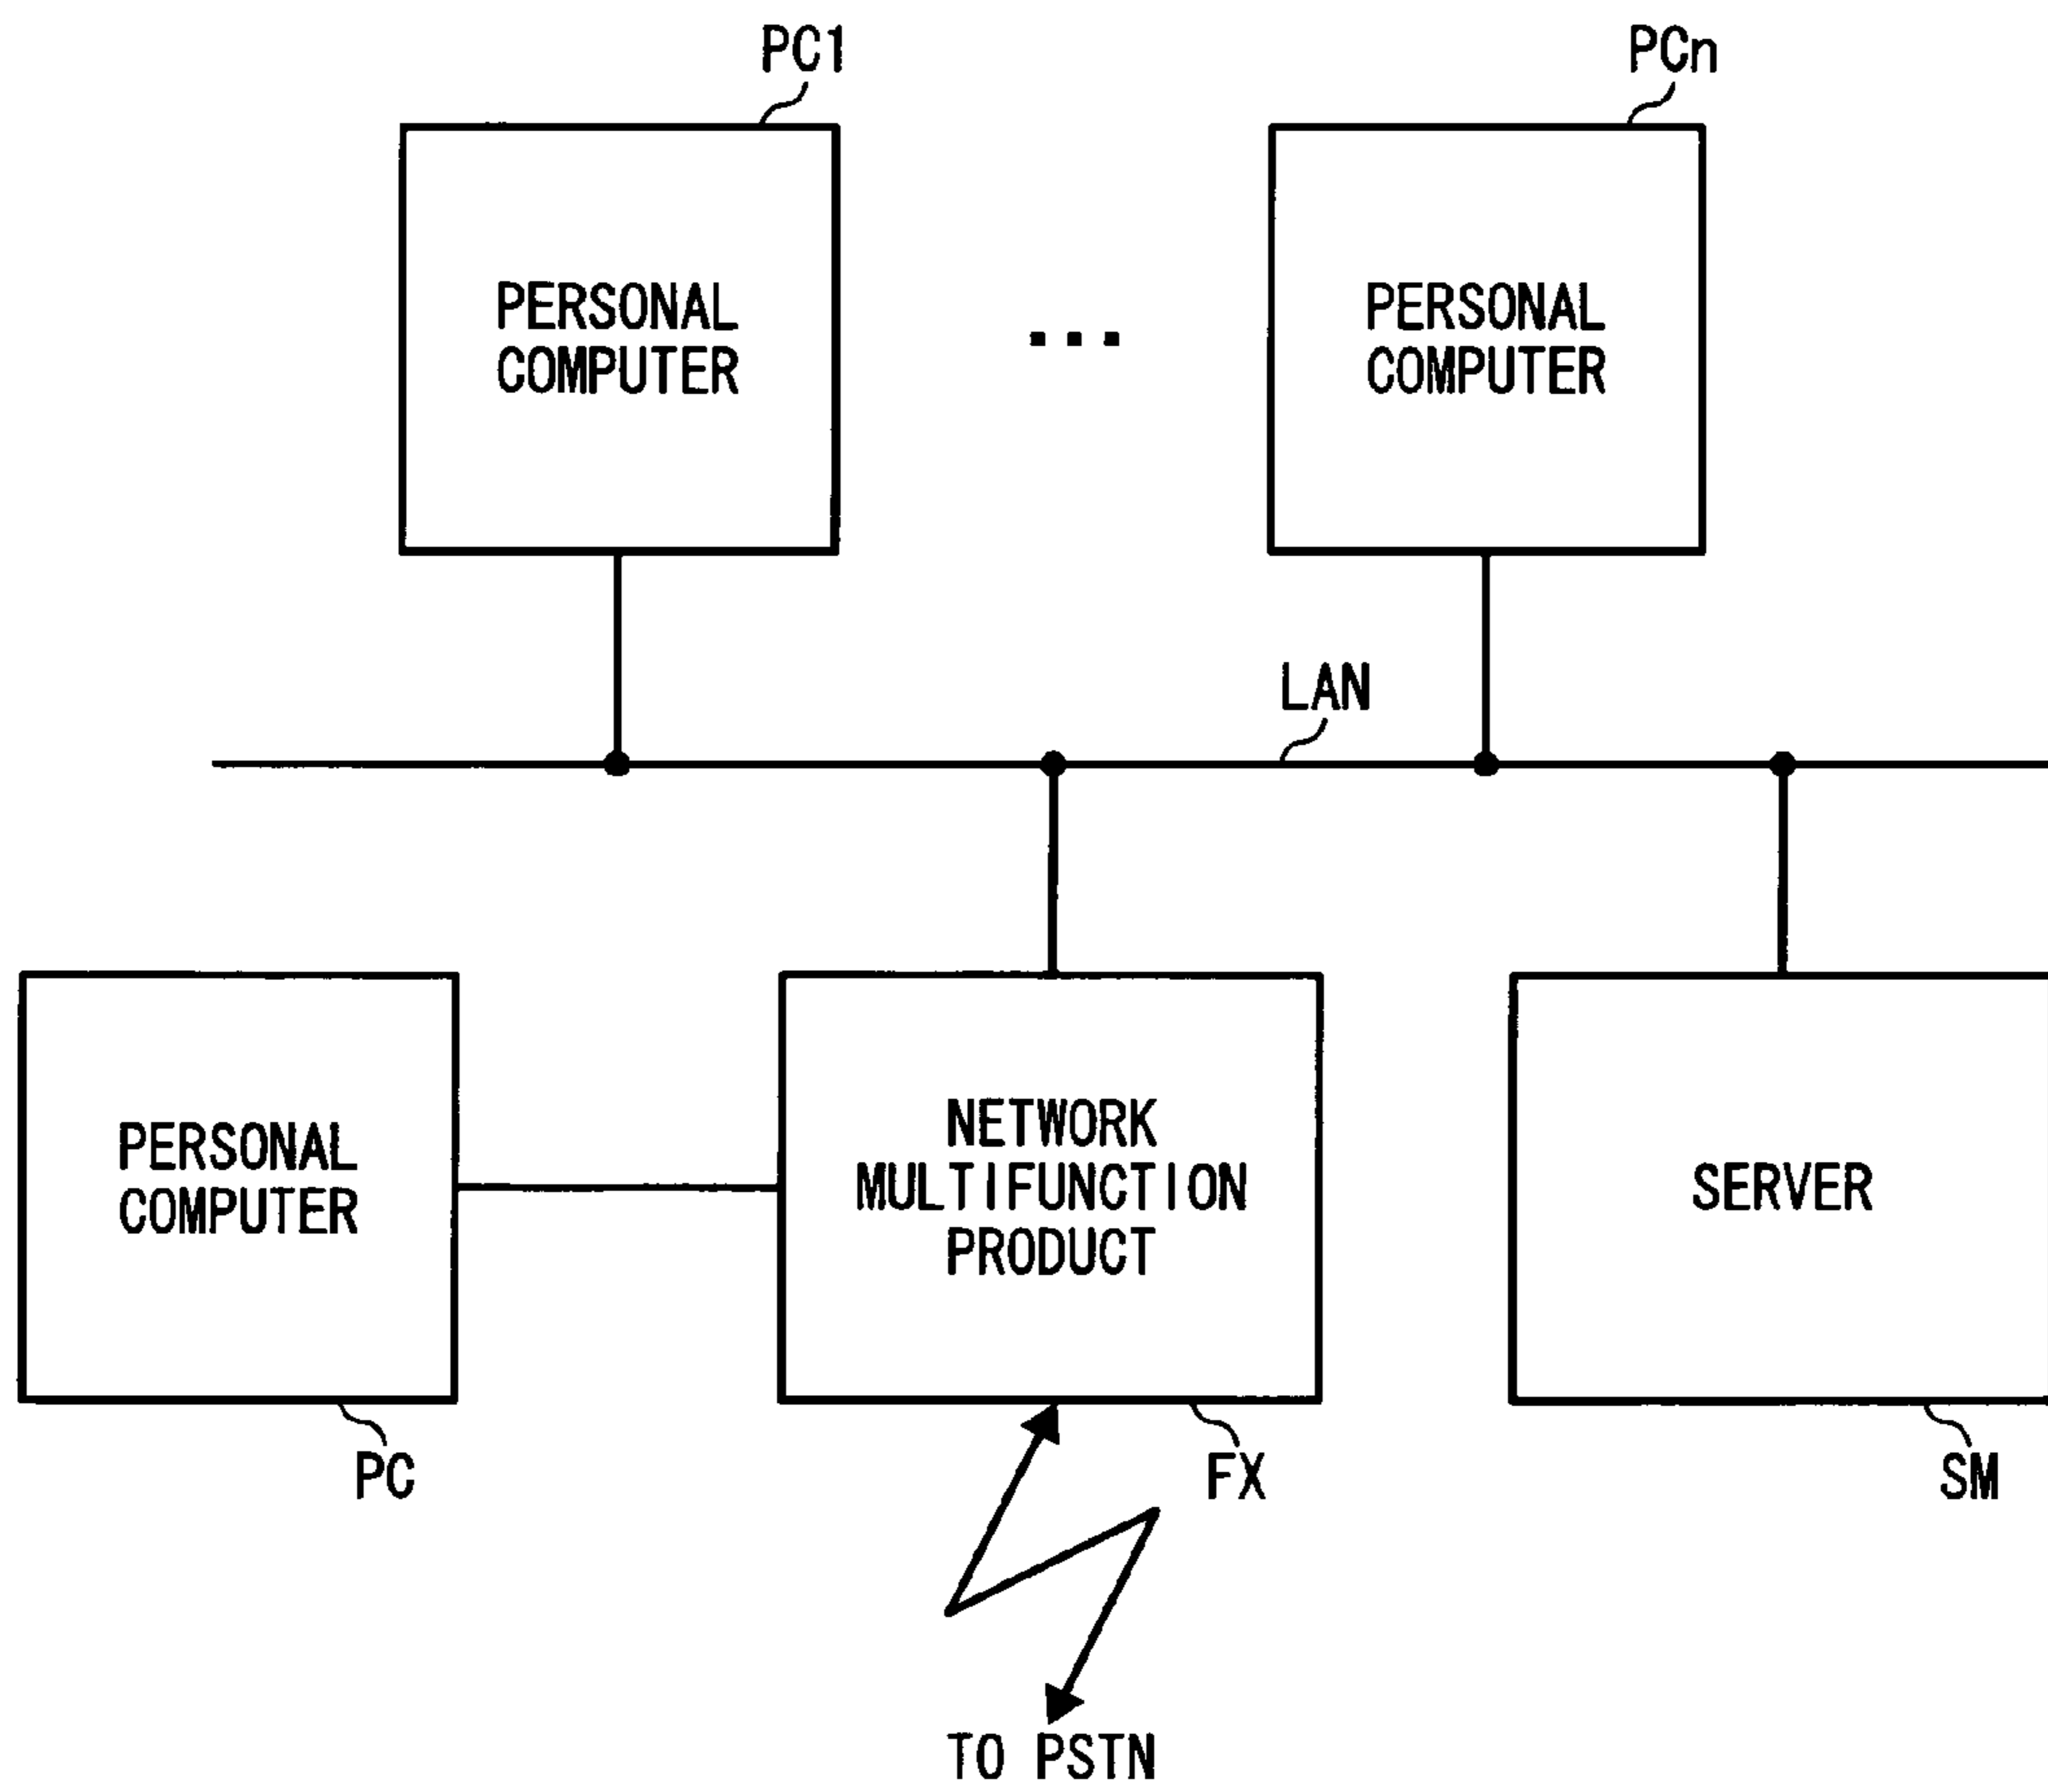 PC1
PCn
PERSONAL
COMPUTER
...
PERSONAL
COMPUTER
LAN
PERSONAL
COMPUTER
NETWORK
MULTIFUNCTION
PRODUCT
SERVER
PC
FX
SM
TO PSTN